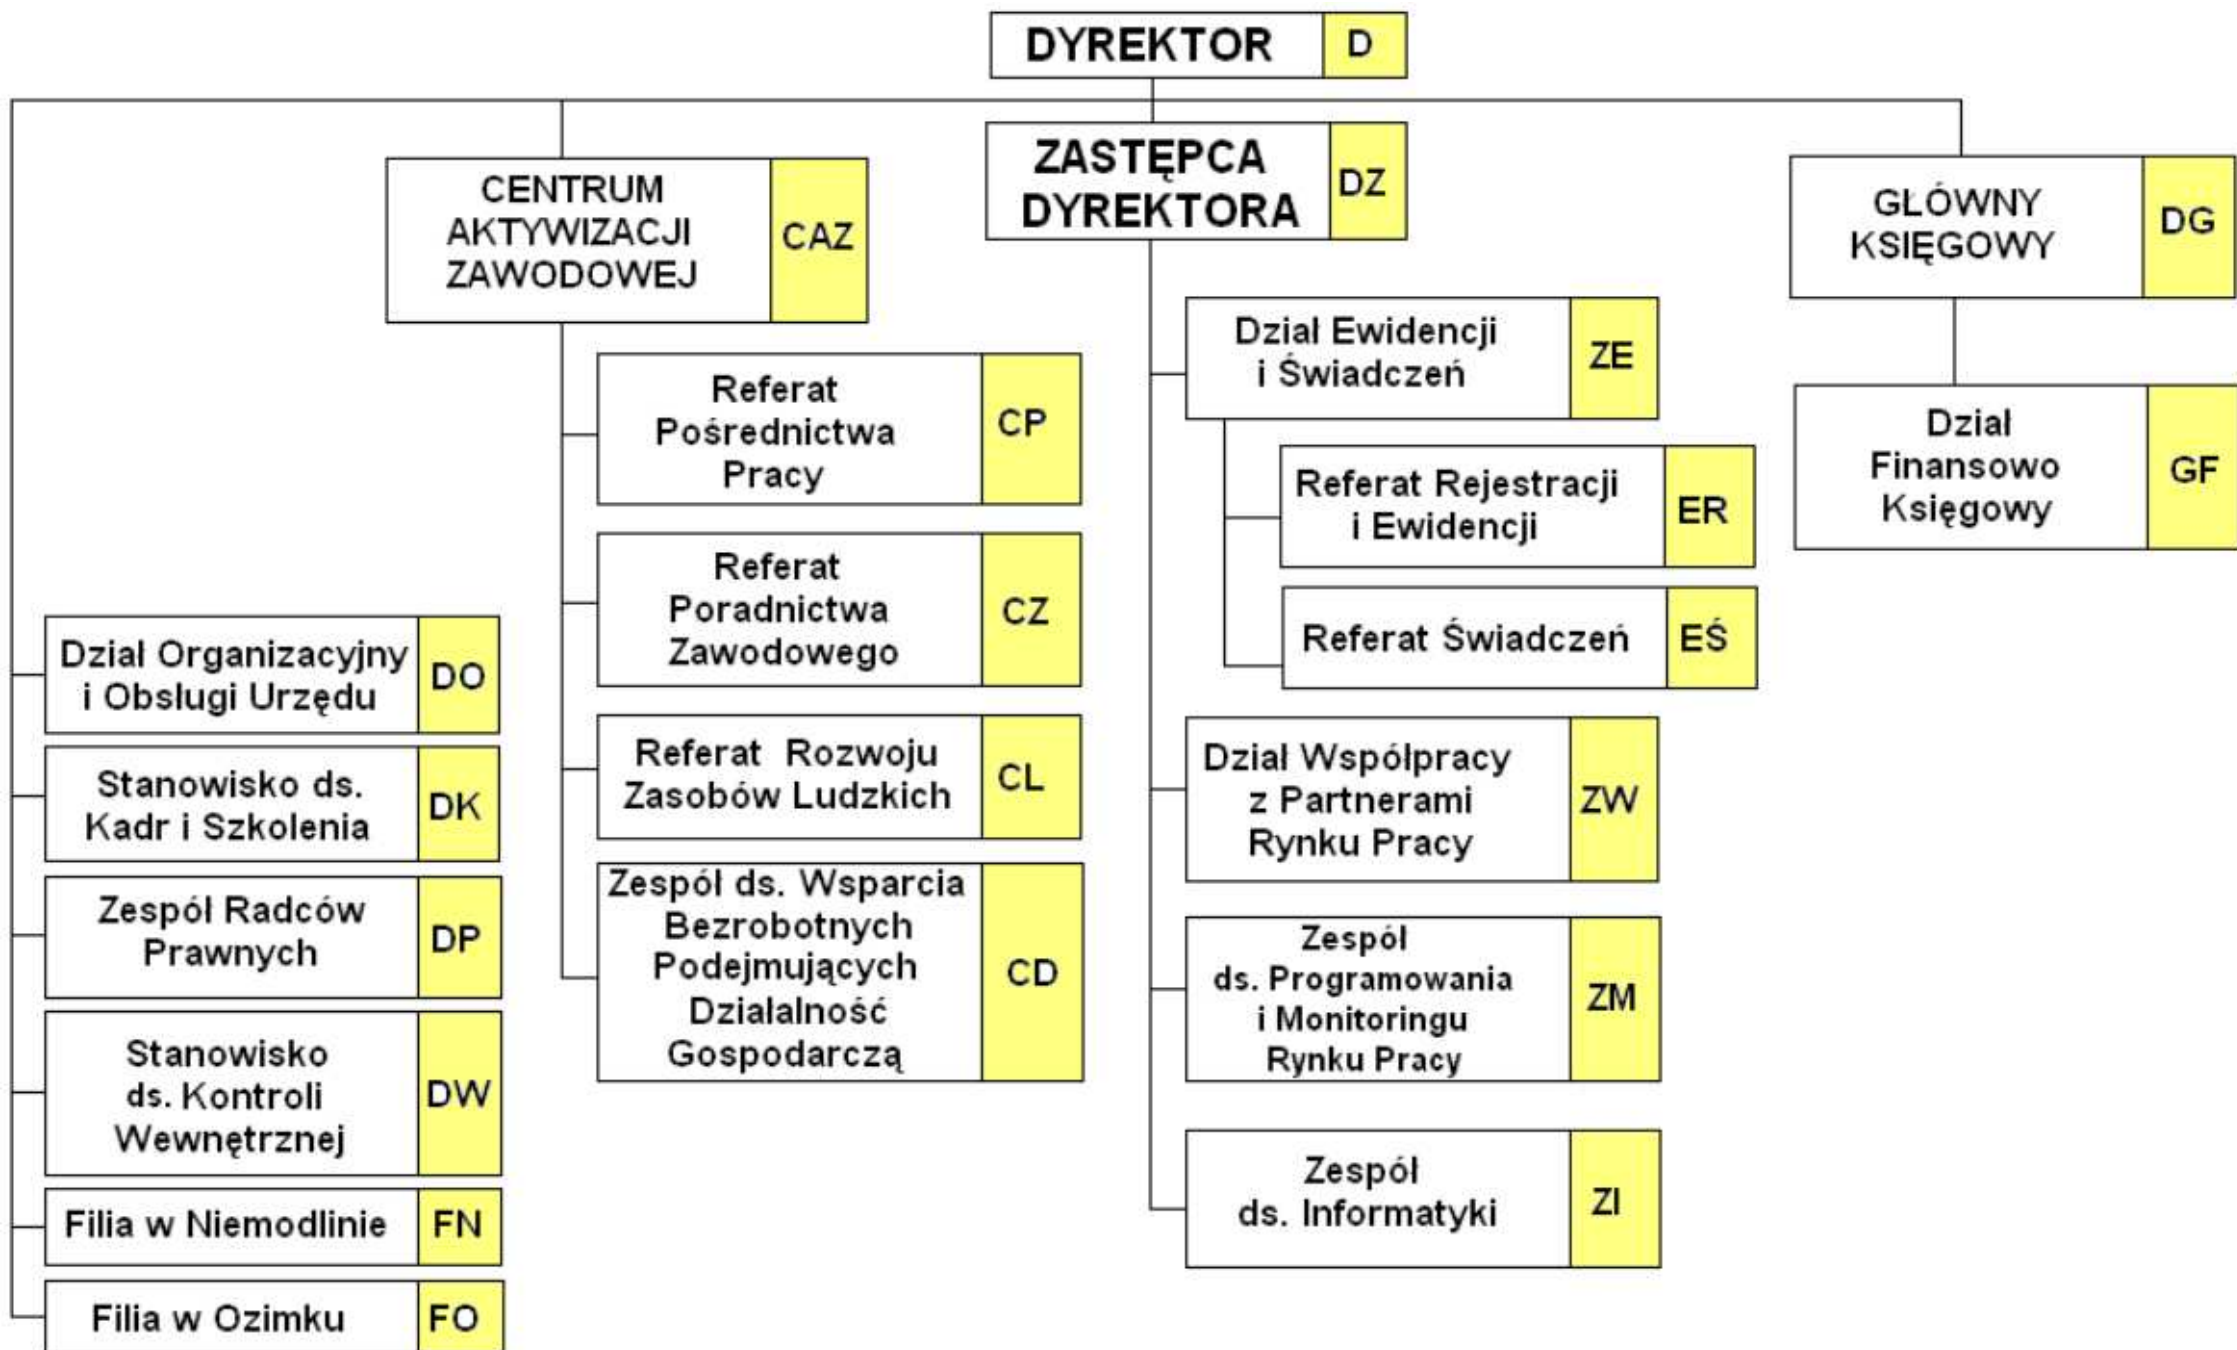 DYREKTOR D
ZASTĘPCA
DYREKTORA
DZ
CENTRUM
AKTYWIZACJI
ZAWODOWEJ
CAZ
GŁÓWNY
KSIĘGOWY
DG
Dział Organizacyjny
i Obsługi Urzędu
DO
Stanowisko ds.
Kadr i Szkolenia
DK
Zespół Radców
Prawnych
DP
Stanowisko
ds. Kontroli
Wewnętrznej
DW
Filia w Niemodlinie FN
Filia w Ozimku FO
Referat
Pośrednictwa
Pracy
CP
Referat
Poradnictwa
Zawodowego
CZ
Referat Rozwoju
Zasobów Ludzkich
CL
Zespół ds. Wsparcia
Bezrobotnych
Podejmujących
Działalność
Gospodarczą
CD
Dział Ewidencji
i Świadczeń
ZE
Referat Rejestracji
i Ewidencji
ER
Referat Świadczeń EŚ
Dział Współpracy
z Partnerami
Rynku Pracy
ZW
Zespół
ds. Programowania
i Monitoringu
Rynku Pracy
ZM
Zespół
ds. Informatyki
ZI
Dział
Finansowo
Księgowy
GF